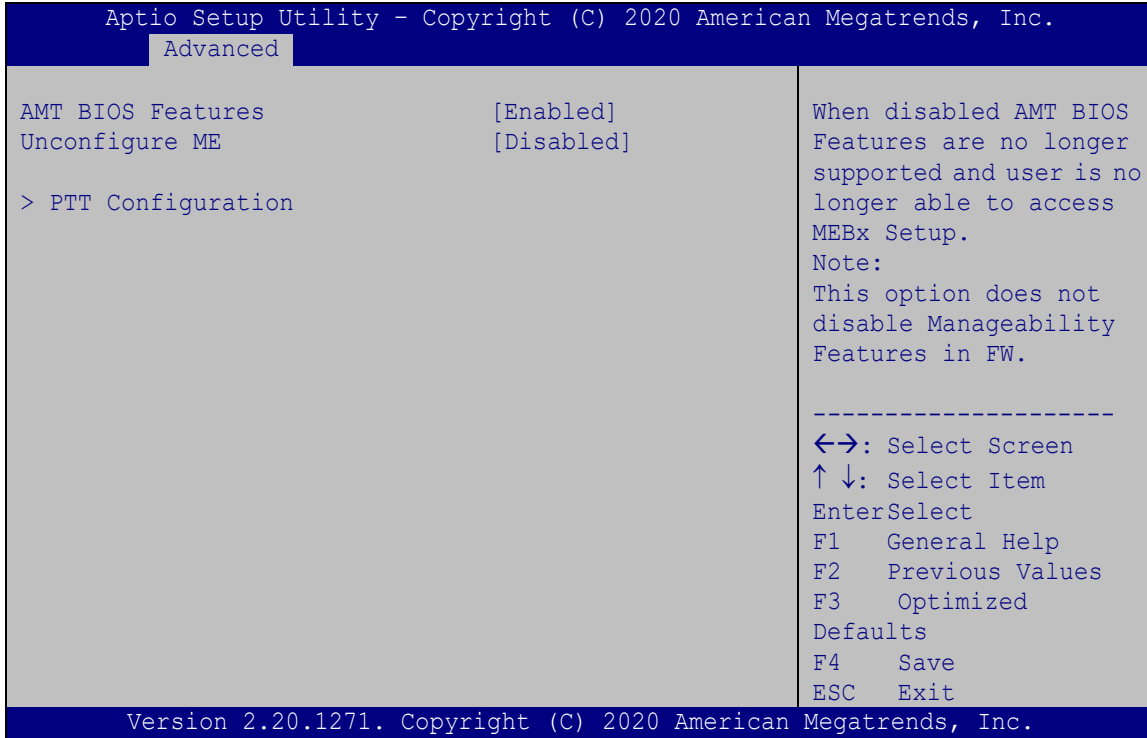 Aptio Setup Utility – Copyright (C) 2020 American Megatrends, Inc.
Advanced
AMT BIOS Features [Enabled]
Unconfigure ME [Disabled]
> PTT Configuration
When disabled AMT BIOS
Features are no longer
supported and user is no
longer able to access
MEBx Setup.
Note:
This option does not
disable Manageability
Features in FW.
---------------------
←→: Select Screen
↑ ↓: Select Item
EnterSelect
F1 General Help
F2 Previous Values
F3 Optimized
Defaults
F4 Save
ESC Exit
Version 2.20.1271. Copyright (C) 2020 American Megatrends, Inc.